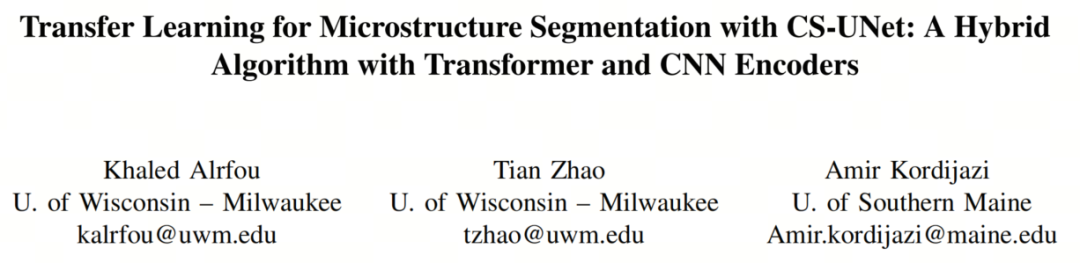 Transfer Learning for Microstructure Segmentation with CS-UNet: A Hybrid
Algorithm with Transformer and CNN Encoders
Khaled Alrfou
U. of Wisconsin – Milwaukee
kalrfou@uwm.edu
Tian Zhao
U. of Wisconsin – Milwaukee
tzhao@uwm.edu
Amir Kordijazi
U. of Southern Maine
Amir.kordijazi@maine.edu